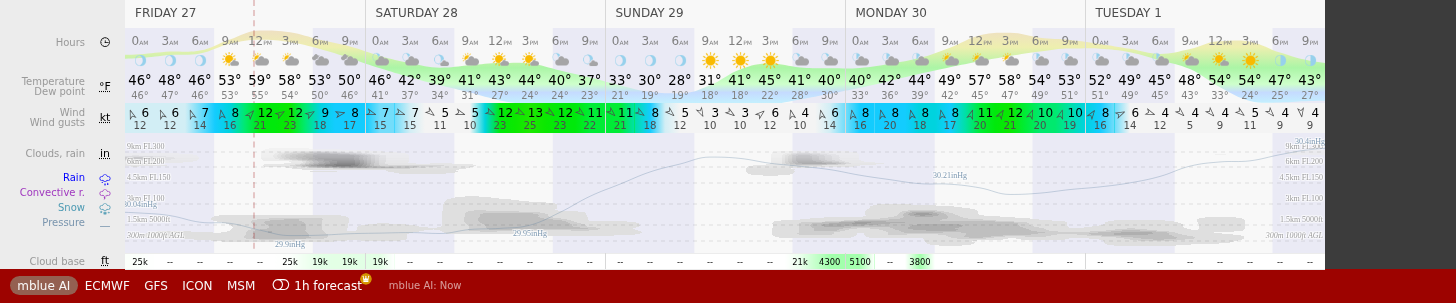 FRIDAY 27 SATURDAY 28 SUNDAY 29 MONDAY 30 TUESDAY 1
Hours 0AM 3AM 6AM 9AM 12PM 3PM 6PM 9PM 0AM 3AM 6AM 9AM 12PM 3PM 6PM 9PM 0AM 3AM 6AM 9AM 12PM 3PM 6PM 9PM 0AM 3AM 6AM 9AM 12PM 3PM 6PM 9PM 0AM 3AM 6AM 9AM 12PM 3PM 6PM 9PM
Temperature °F 46° 48° 46° 53° 59° 58° 53° 50° 46° 42° 39° 41° 43° 44° 40° 37° 33° 30° 28° 31° 41° 45° 41° 40° 40° 42° 44° 49° 57° 58° 54° 53° 52° 49° 45° 48° 54° 54° 47° 43°
Dew point 46° 47° 46° 53° 55° 54° 50° 46° 41° 37° 34° 31° 27° 24° 23° 22° 21° 19° 19° 18° 18° 22° 28° 30° 33° 36° 39° 42° 45° 47° 49° 51° 51° 49° 45° 43° 33° 24° 25° 27°
Wind kt 6 6 7 8 12 12 9 8 7 7 5 5 12 13 12 11 11 8 5 3 3 6 4 6 8 8 8 7 11 12 10 10 8 6 4 5 4 5 4 4
Wind gusts 12 12 14 16 21 23 18 17 15 15 11 10 23 25 23 22 21 18 12 10 10 12 10 14 16 20 18 17 20 21 20 19 16 14 12 12 9 11 9 9
30.4inHg
Clouds, rain in 9km FL300 9km FL300
6km FL200 6km FL200
Rain 4.5km FL150 30.21inHg 4.5km FL150
Convective r.
3km FL100 3km FL100
Snow 30.04inHg
Pressure 1.5km 5000ft 1.5km 5000ft
300m 1000ft AGL 29.95inHg 300m 1000ft AGL
29.9inHg
Cloud base ft 25k -- -- -- -- 25k 19k 19k 19k -- -- -- -- -- -- -- -- -- -- -- -- -- 21k 4300 5100 -- 3800 -- -- -- -- -- -- -- -- -- -- -- -- --
mblue AI ECMWF GFS ICON MSM 1h forecast W mblue AI: Now